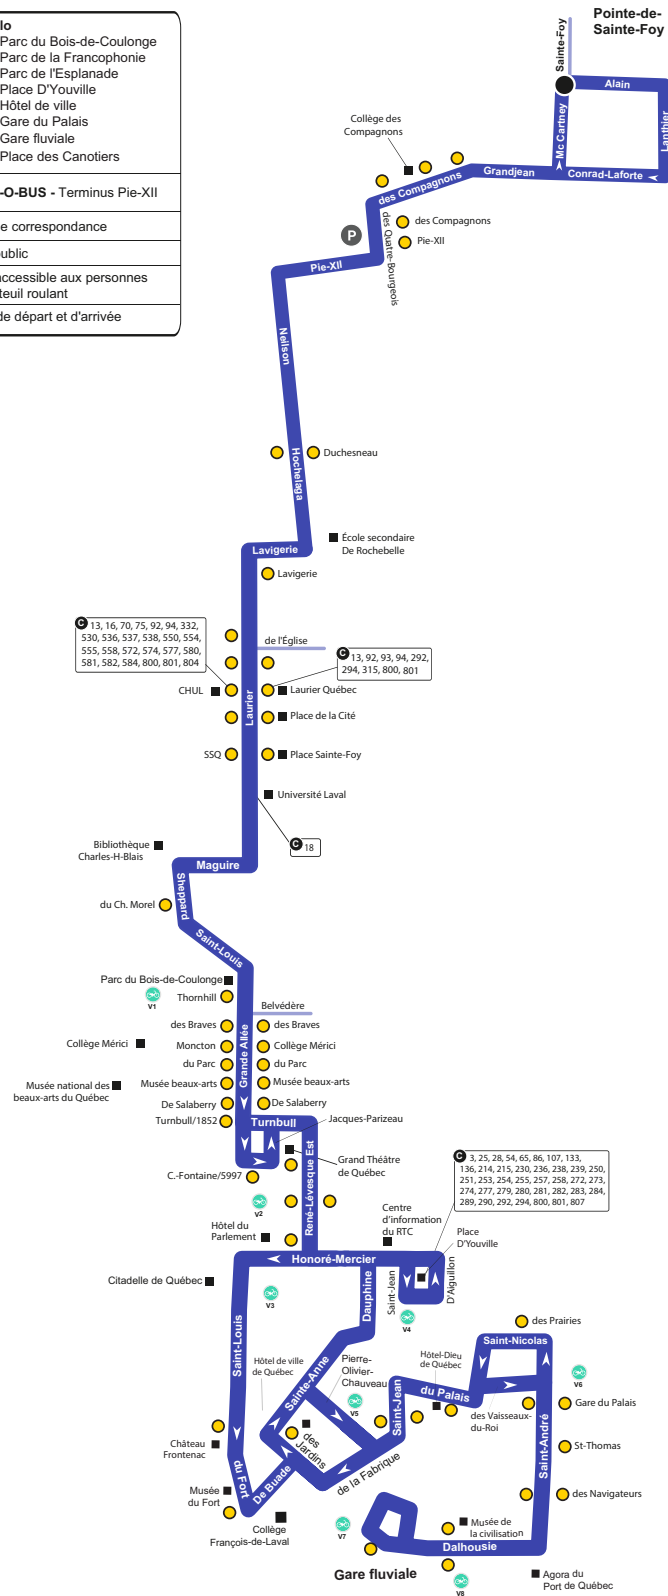 lo
Parc du Bois-de-Coulonge
Parc de la Francophonie
Parc de l'Esplanade
Place D'Youville
Hôtel de ville
Gare du Palais
Gare fluviale
Place des Canotiers
-O-BUS - Terminus Pie-XII
e correspondance
ublic
accessible aux personnes
teuil roulant
de départ et d'arrivée
Pointe-de-
Sainte-Foy
Sainte-Foy
Alain
Lanthier
Mc Cartney
Conrad-Laforte
Grandjean
Collège des
Compagnons
des Compagnons
des Compagnons
Pie-XII
P
des Quatre-Bourgeois
Pie-XII
Neilson
Duchesneau
Hochelaga
École secondaire
De Rochebelle
Lavigerie
Lavigerie
C 13, 16, 70, 75, 92, 94, 332,
530, 536, 537, 538, 550, 554,
555, 558, 572, 574, 577, 580,
581, 582, 584, 800, 801, 804
de l'Église
C 13, 92, 93, 94, 292,
294, 315, 800, 801
CHUL
Laurier
Laurier Québec
Place de la Cité
SSQ
Place Sainte-Foy
Université Laval
C 18
Bibliothèque
Charles-H-Blais
Maguire
Sheppard
du Ch. Morel
Saint-Louis
Parc du Bois-de-Coulonge
V1
Thornhill
Belvédère
des Braves
des Braves
Collège Mérici
Moncton
Collège Mérici
Grande Allée
du Parc
du Parc
Musée national des
beaux-arts du Québec
Musée beaux-arts
Musée beaux-arts
De Salaberry
De Salaberry
Turnbull/1852
Turnbull
Jacques-Parizeau
Grand Théâtre
de Québec
C.-Fontaine/5997
René-Lévesque Est
V2
C 3, 25, 28, 54, 65, 86, 107, 133,
136, 214, 215, 230, 236, 238, 239, 250,
251, 253, 254, 255, 257, 258, 272, 273,
274, 277, 279, 280, 281, 282, 283, 284,
289, 290, 292, 294, 800, 801, 807
Hôtel du
Parlement
Centre
d'information
du RTC
Place
D'Youville
Honoré-Mercier
Citadelle de Québec
V3
Dauphine
Saint-Jean
D'Aiguillon
V4
Saint-Louis
des Prairies
Saint-Nicolas
Hôtel de ville
de Québec
Sainte-Anne
Pierre-
Olivier-
Chauveau
V5
Saint-Jean
Hôtel-Dieu
de Québec
du Palais
V6
Gare du Palais
des Vaisseaux-
du-Roi
Château
Frontenac
des
Jardins
de la Fabrique
Saint-André
St-Thomas
du Fort
De Buade
Musée
du Fort
des Navigateurs
Collège
François-de-Laval
V7
Musée de
la civilisation
Dalhousie
Gare fluviale
V8
Agora du
Port de Québec